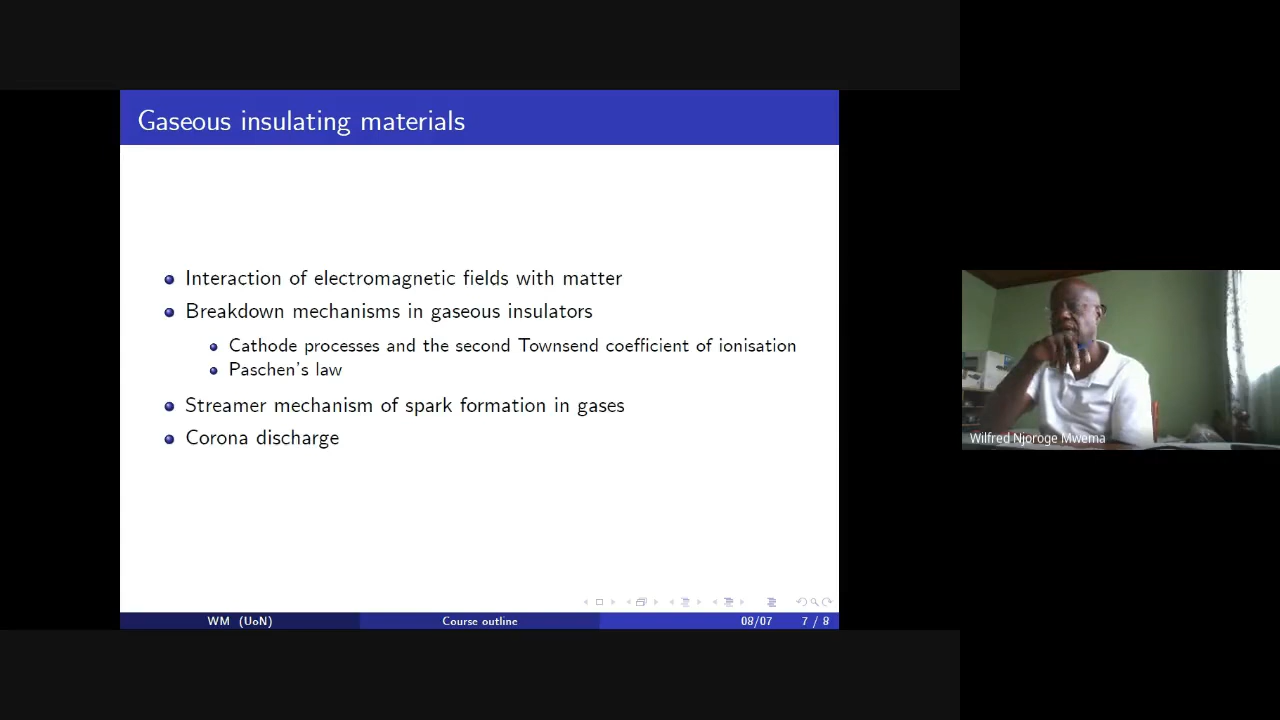 Gaseous insulating materials
Interaction of electromagnetic fields with matter
Breakdown mechanisms in gaseous insulators
Cathode processes and the second Townsend coefficient of ionisation
Paschen's law
Streamer mechanism of spark formation in gases
Corona discharge
WM (UoN)
Course outline
08/07
7 / 8
Wilfred Njoroge Mwema